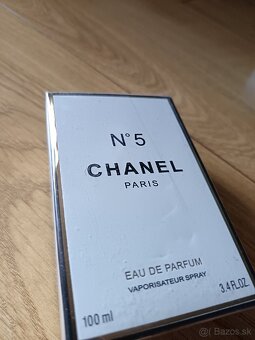 N°5
CHANEL
PARIS
EAU DE PARFUM
VAPORISATEUR SPRAY
100 ml
3.4 FL.OZ
Bazos.sk